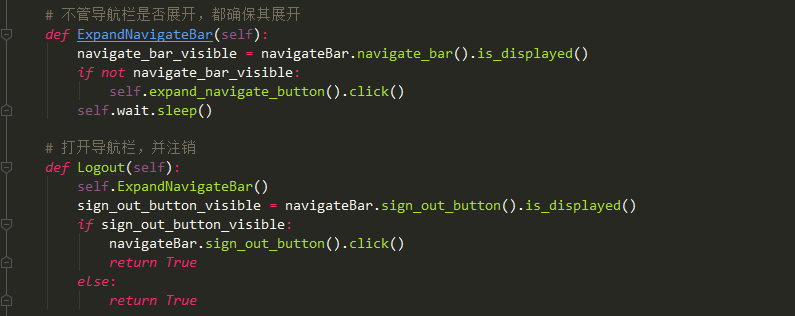 # 不管导航栏是否展开，都确保其展开
def ExpandNavigateBar(self):
navigate_bar_visible = navigateBar.navigate_bar().is_displayed()
if not navigate_bar_visible:
self.expand_navigate_button().click()
self.wait.sleep()
# 打开导航栏，并注销
def Logout(self):
self.ExpandNavigateBar()
sign_out_button_visible = navigateBar.sign_out_button().is_displayed()
if sign_out_button_visible:
navigateBar.sign_out_button().click()
return True
else:
return True